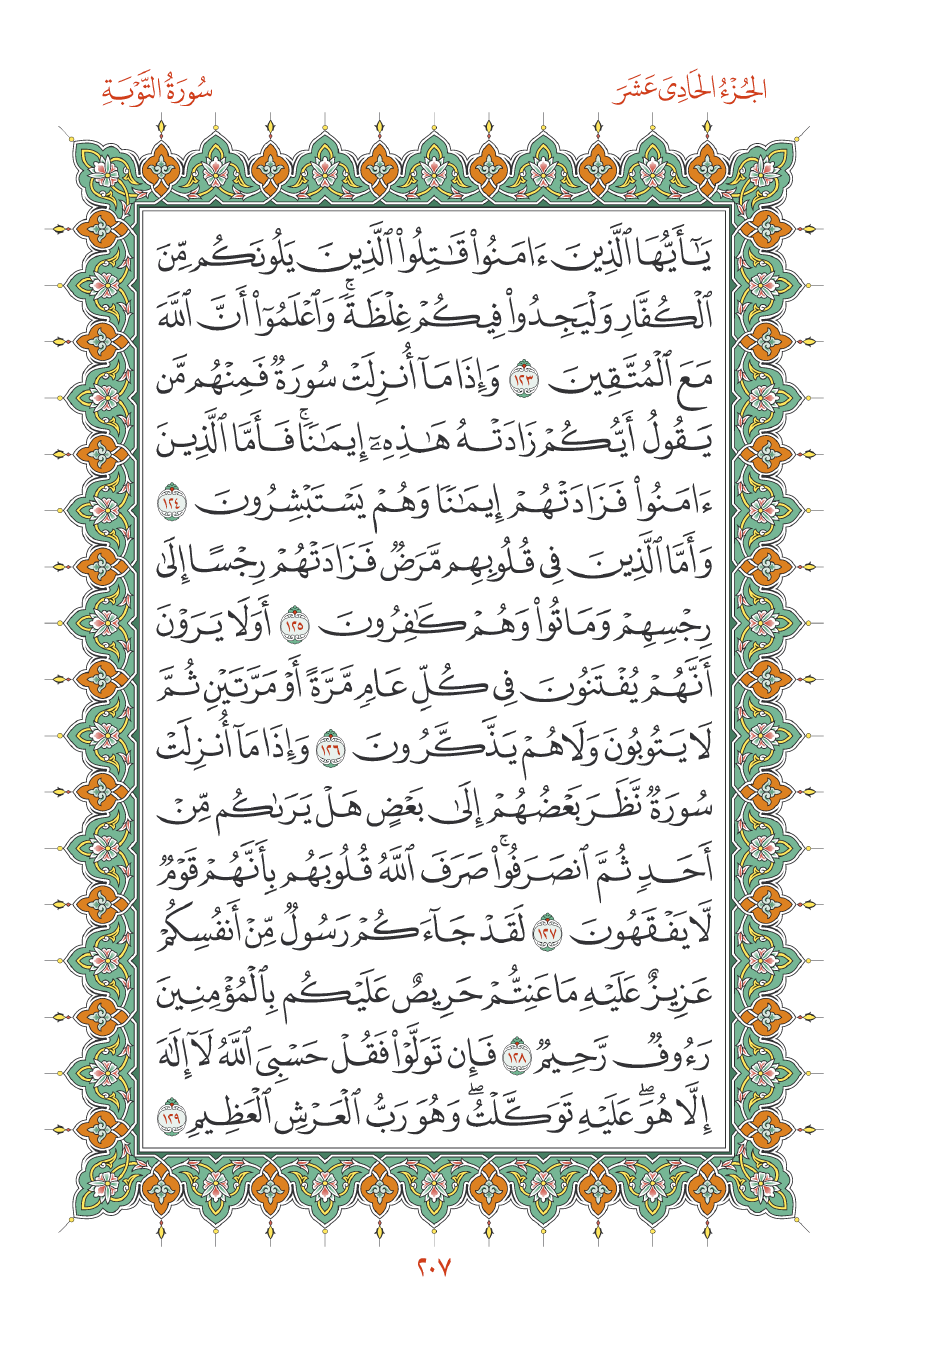 الجُزْءُ الحَادِي عَشَرَ
سُورَةُ التَّوْبَةِ
يَـٰٓأَيُّهَا ٱلَّذِينَ ءَامَنُوا۟ قَـٰتِلُوا۟ ٱلَّذِينَ يَلُونَكُم مِّنَ
ٱلْكُفَّارِ وَلْيَجِدُوا۟ فِيكُمْ غِلْظَةً ۚ وَٱعْلَمُوٓا۟ أَنَّ ٱللَّهَ
مَعَ ٱلْمُتَّقِينَ ١٢٣ وَإِذَا مَآ أُنزِلَتْ سُورَةٌ فَمِنْهُم مَّن
يَقُولُ أَيُّكُمْ زَادَتْهُ هَـٰذِهِۦٓ إِيمَـٰنًا ۚ فَأَمَّا ٱلَّذِينَ
ءَامَنُوا۟ فَزَادَتْهُمْ إِيمَـٰنًا وَهُمْ يَسْتَبْشِرُونَ ١٢٤
وَأَمَّا ٱلَّذِينَ فِى قُلُوبِهِم مَّرَضٌ فَزَادَتْهُمْ رِجْسًا إِلَىٰ
رِجْسِهِمْ وَمَاتُوا۟ وَهُمْ كَـٰفِرُونَ ١٢٥ أَوَلَا يَرَوْنَ
أَنَّهُمْ يُفْتَنُونَ فِى كُلِّ عَامٍ مَّرَّةً أَوْ مَرَّتَيْنِ ثُمَّ
لَا يَتُوبُونَ وَلَا هُمْ يَذَّكَّرُونَ ١٢٦ وَإِذَا مَآ أُنزِلَتْ
سُورَةٌ نَّظَرَ بَعْضُهُمْ إِلَىٰ بَعْضٍ هَلْ يَرَىٰكُم مِّنْ
أَحَدٍ ثُمَّ ٱنصَرَفُوا۟ ۚ صَرَفَ ٱللَّهُ قُلُوبَهُم بِأَنَّهُمْ قَوْمٌ
لَّا يَفْقَهُونَ ١٢٧ لَقَدْ جَآءَكُمْ رَسُولٌ مِّنْ أَنفُسِكُمْ
عَزِيزٌ عَلَيْهِ مَا عَنِتُّمْ حَرِيصٌ عَلَيْكُم بِٱلْمُؤْمِنِينَ
رَءُوفٌ رَّحِيمٌ ١٢٨ فَإِن تَوَلَّوْا۟ فَقُلْ حَسْبِىَ ٱللَّهُ لَآ إِلَـٰهَ
إِلَّا هُوَ ۖ عَلَيْهِ تَوَكَّلْتُ ۖ وَهُوَ رَبُّ ٱلْعَرْشِ ٱلْعَظِيمِ ١٢٩
٢٠٧